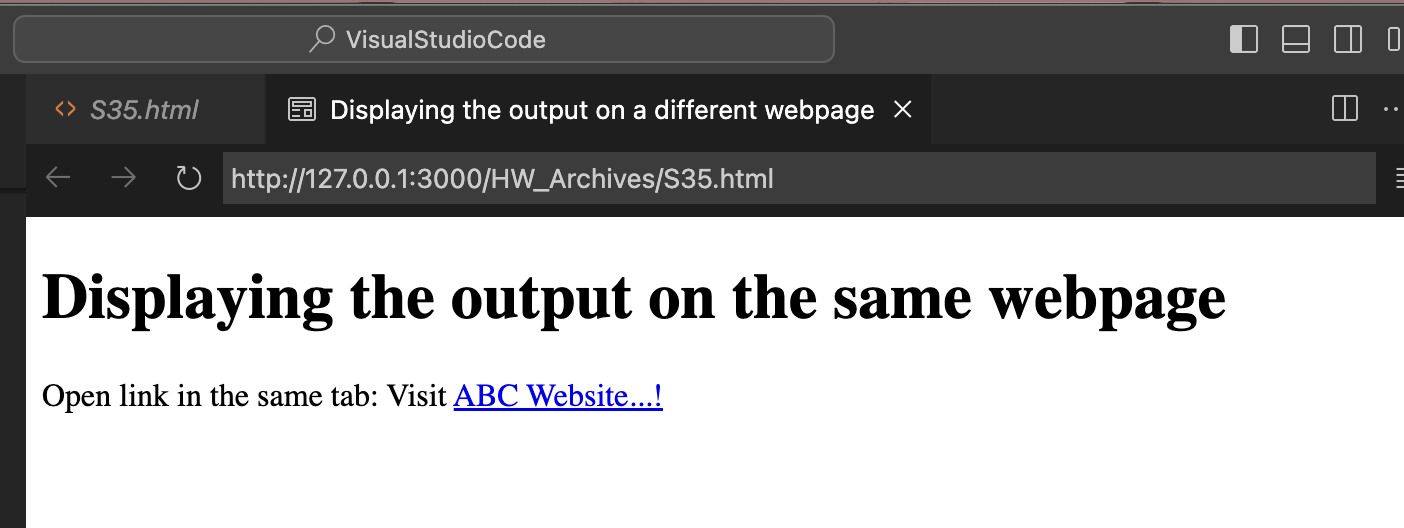 VisualStudioCode
<> S35.html
Displaying the output on a different webpage
http://127.0.0.1:3000/HW_Archives/S35.html
Displaying the output on the same webpage
Open link in the same tab: Visit ABC Website...!